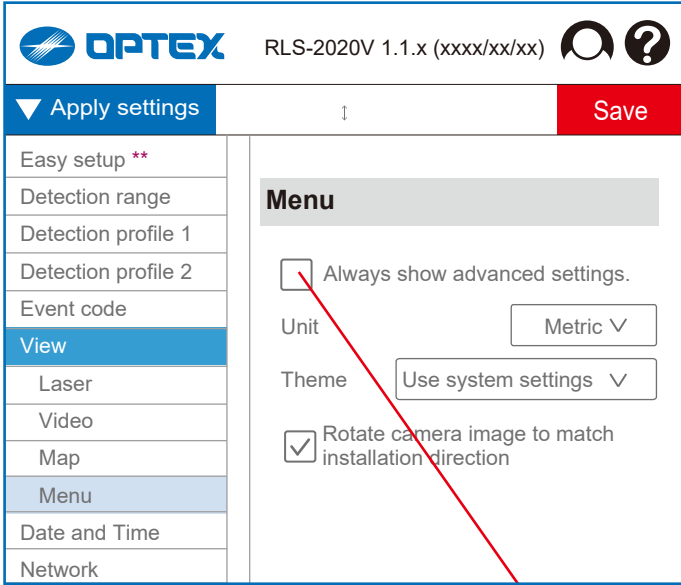 OPTEX
RLS-2020V 1.1.x (xxxx/xx/xx)
Apply settings
Save
Easy setup **
Detection range
Detection profile 1
Detection profile 2
Event code
View
Laser
Video
Map
Menu
Date and Time
Network
Menu
Always show advanced settings.
Unit
Metric
Theme
Use system settings
Rotate camera image to match
installation direction